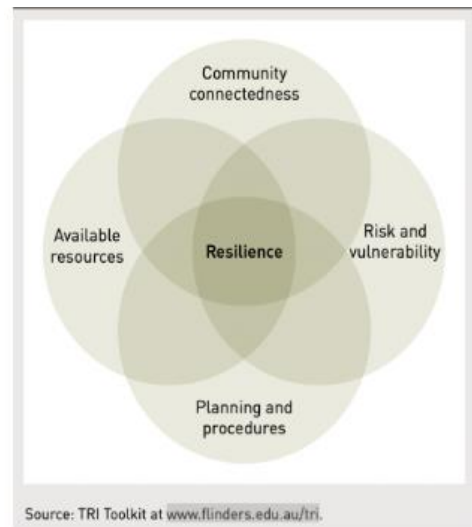 Community
connectedness
Available
resources
Resilience
Risk and
vulnerability
Planning and
procedures
Source: TRI Toolkit at www.flinders.edu.au/tri.